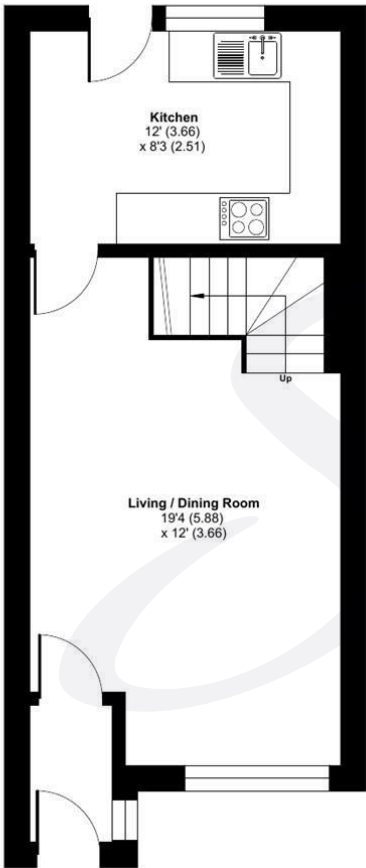 Kitchen
12' (3.66)
x 8'3 (2.51)
Up
Living / Dining Room
19'4 (5.88)
x 12' (3.66)